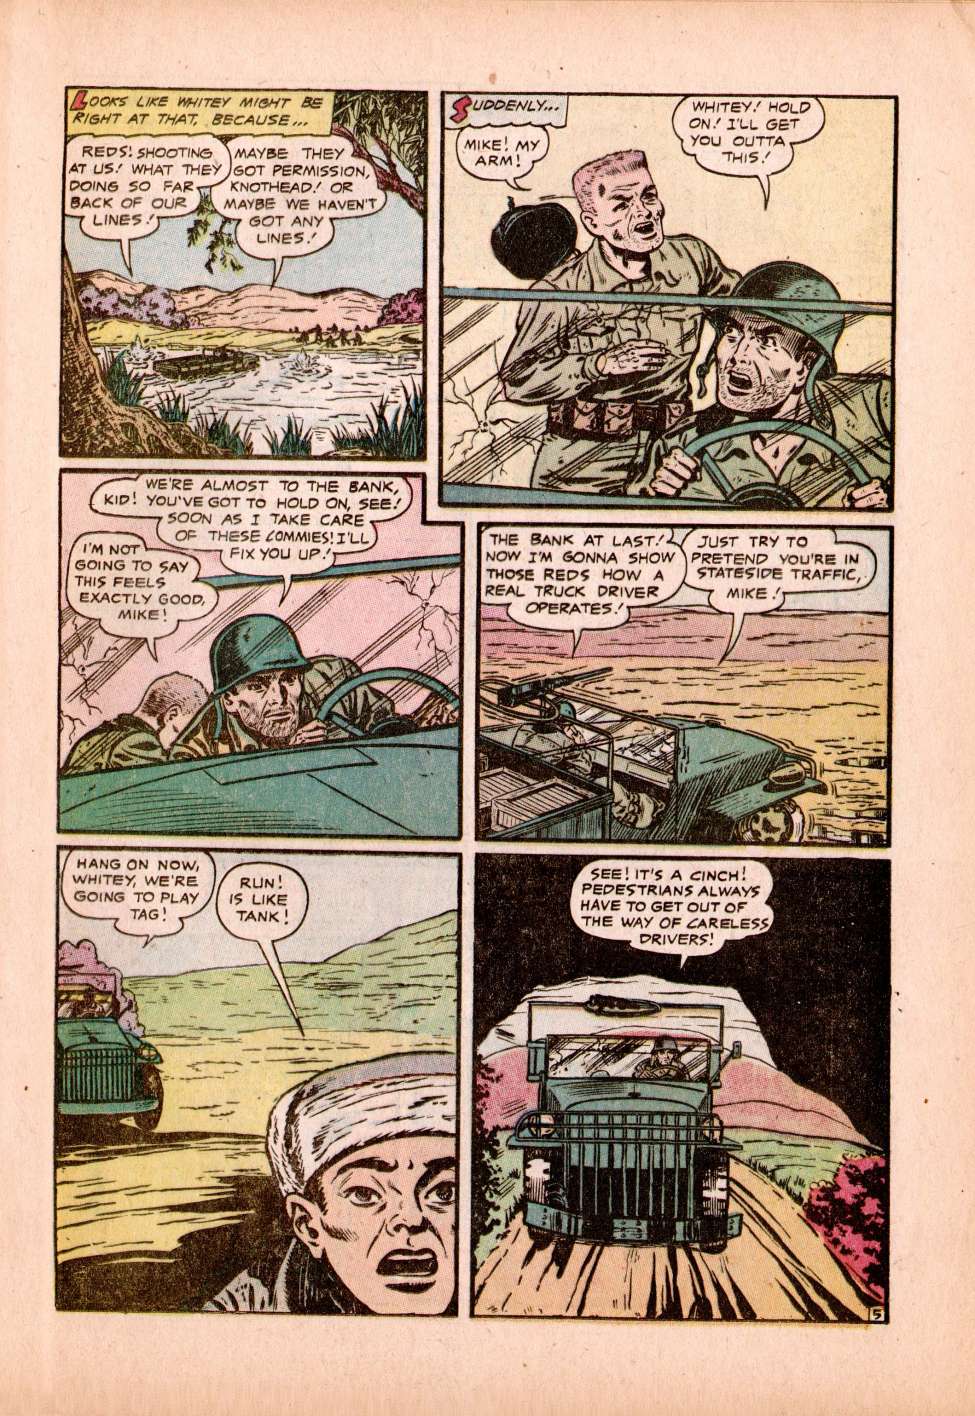 LOOKS LIKE WHITEY MIGHT BE
RIGHT AT THAT, BECAUSE...
REDS! SHOOTING
AT US! WHAT THEY
DOING SO FAR
BACK OF OUR
LINES!
MAYBE THEY
GOT PERMISSION,
KNOTHEAD! OR
MAYBE WE HAVEN'T
GOT ANY
LINES!
SUDDENLY...
MIKE! MY
ARM!
WHITEY! HOLD
ON! I'LL GET
YOU OUTTA
THIS!
WE'RE ALMOST TO THE BANK,
KID! YOU'VE GOT TO HOLD ON, SEE!
SOON AS I TAKE CARE
OF THESE COMMIES! I'LL
FIX YOU UP!
I'M NOT
GOING TO SAY
THIS FEELS
EXACTLY GOOD,
MIKE!
THE BANK AT LAST!
NOW I'M GONNA SHOW
THOSE REDS HOW A
REAL TRUCK DRIVER
OPERATES!
JUST TRY TO
PRETEND YOU'RE IN
STATESIDE TRAFFIC,
MIKE!
HANG ON NOW,
WHITEY, WE'RE
GOING TO PLAY
TAG!
RUN!
IS LIKE
TANK!
SEE! IT'S A CINCH!
PEDESTRIANS ALWAYS
HAVE TO GET OUT OF
THE WAY OF CARELESS
DRIVERS!
5